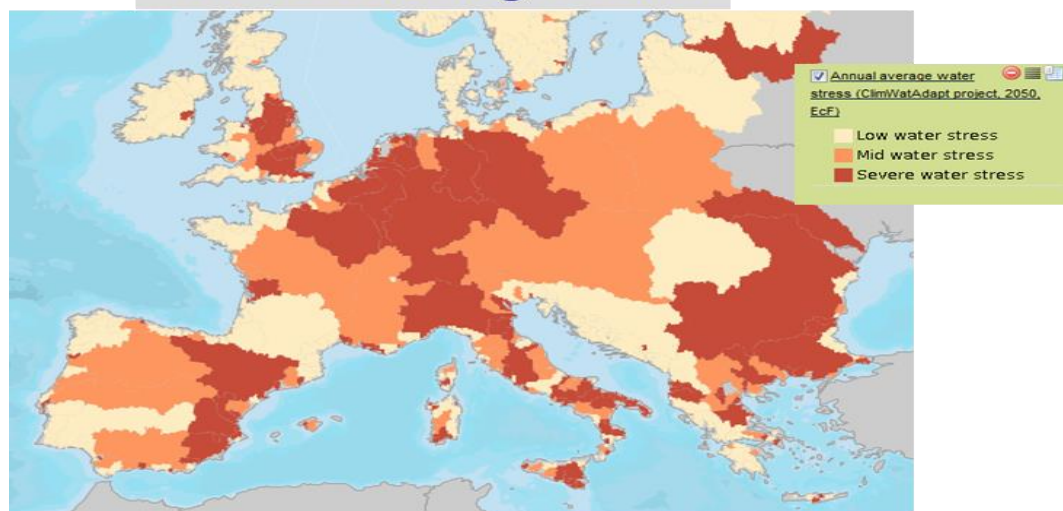 Annual average water
stress (ClimWatAdapt project, 2050,
EcF)
Low water stress
Mid water stress
Severe water stress